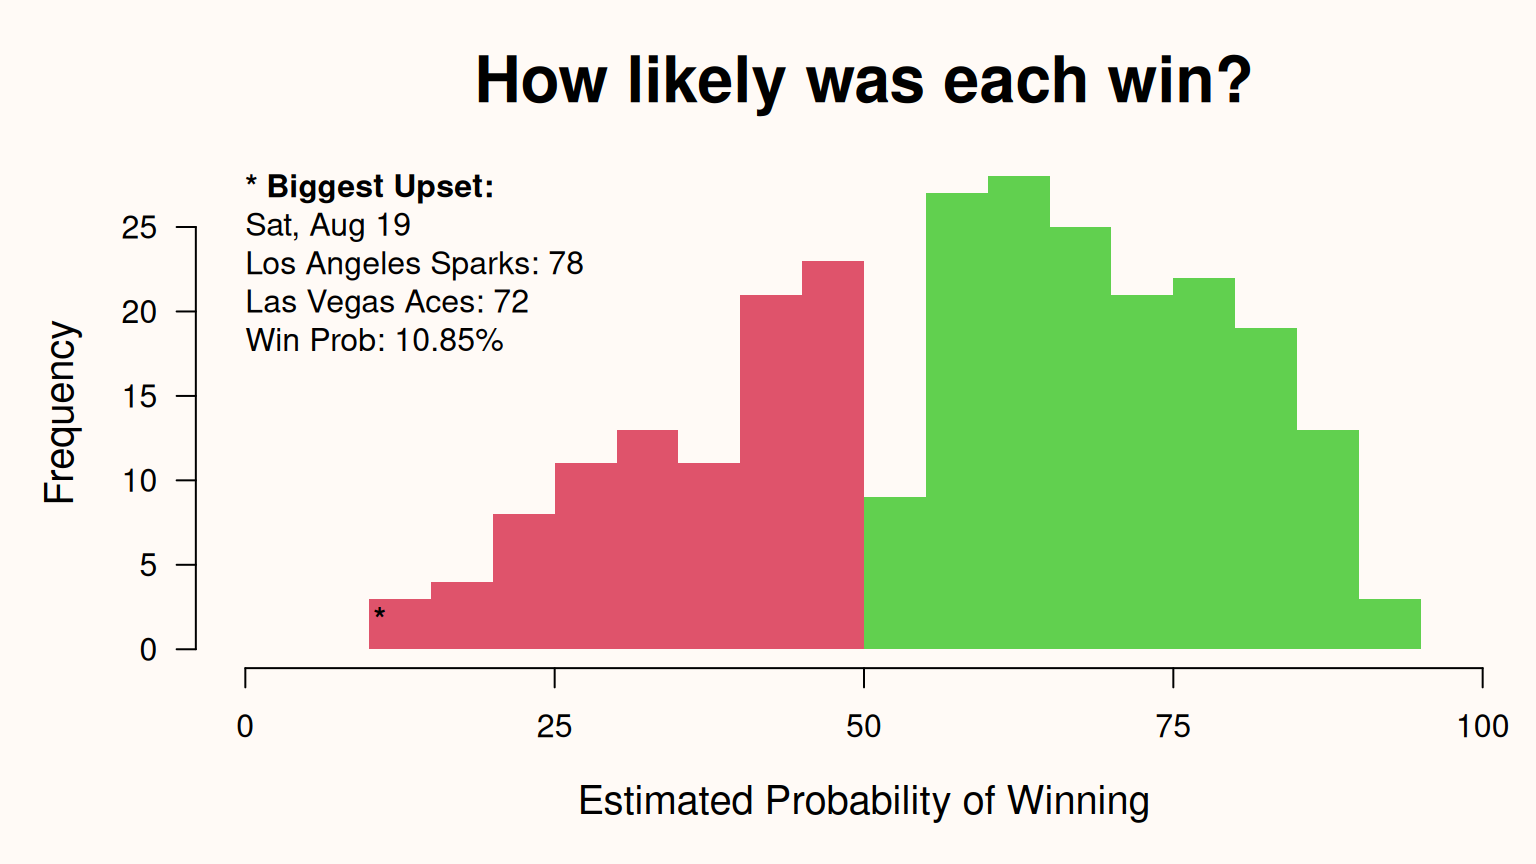 How likely was each win?
* Biggest Upset:
Sat, Aug 19
Los Angeles Sparks: 78
Las Vegas Aces: 72
Win Prob: 10.85%
Frequency
25
20
15
10
5
0
*
0 25 50 75 100
Estimated Probability of Winning